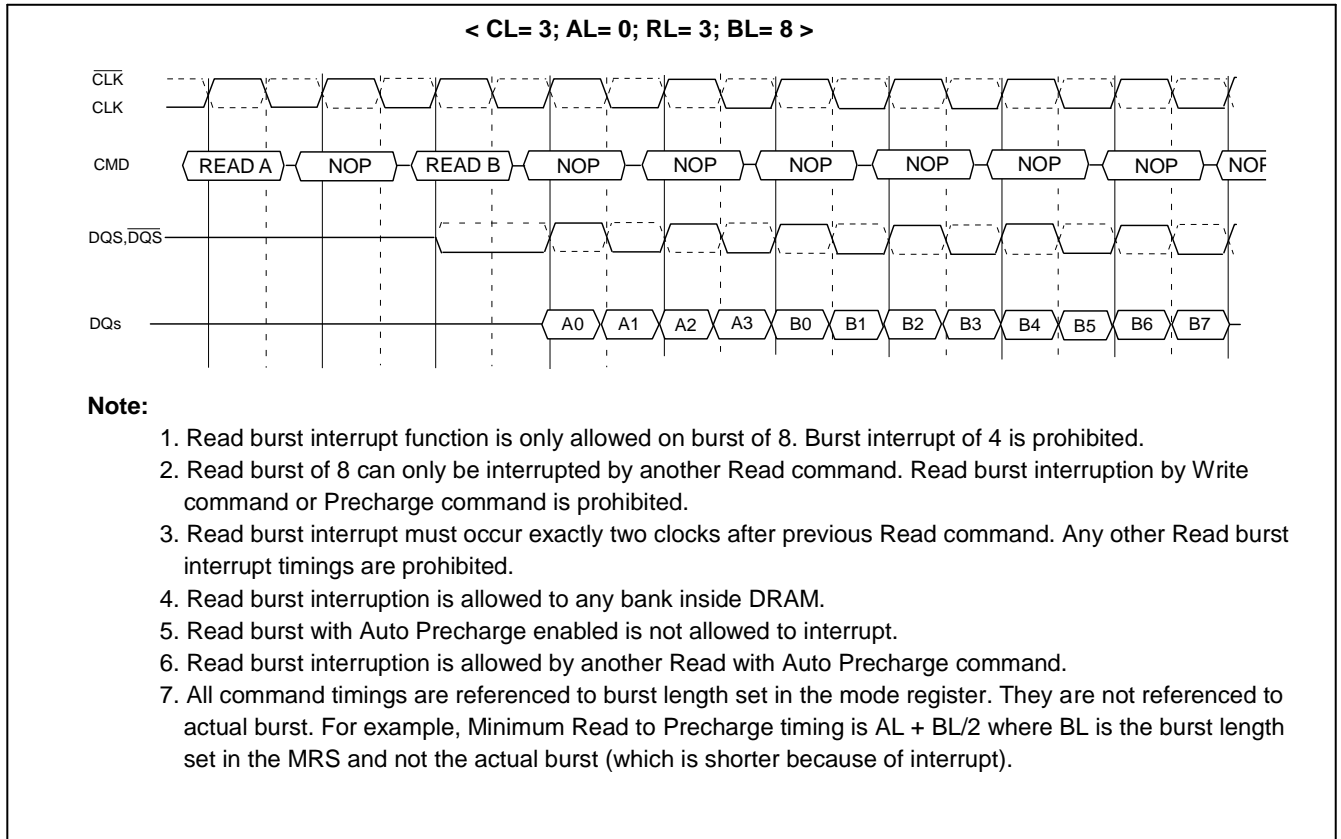 < CL= 3; AL= 0; RL= 3; BL= 8 >
CLK
CLK
CMD READ A NOP READ B NOP NOP NOP NOP NOP NOP NOP
DQS,DQS
DQs A0 A1 A2 A3 B0 B1 B2 B3 B4 B5 B6 B7
Note:
1. Read burst interrupt function is only allowed on burst of 8. Burst interrupt of 4 is prohibited.
2. Read burst of 8 can only be interrupted by another Read command. Read burst interruption by Write
command or Precharge command is prohibited.
3. Read burst interrupt must occur exactly two clocks after previous Read command. Any other Read burst
interrupt timings are prohibited.
4. Read burst interruption is allowed to any bank inside DRAM.
5. Read burst with Auto Precharge enabled is not allowed to interrupt.
6. Read burst interruption is allowed by another Read with Auto Precharge command.
7. All command timings are referenced to burst length set in the mode register. They are not referenced to
actual burst. For example, Minimum Read to Precharge timing is AL + BL/2 where BL is the burst length
set in the MRS and not the actual burst (which is shorter because of interrupt).